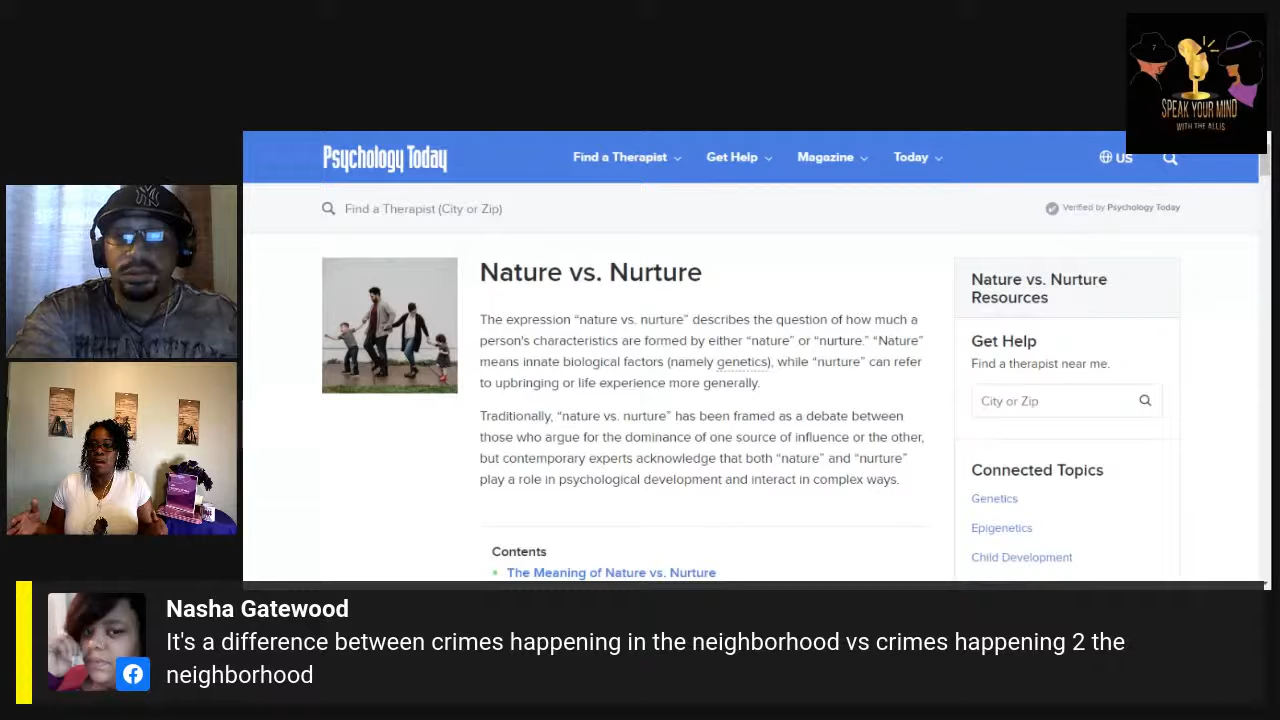 SPEAK YOUR MIND
WITH THE ALLIS
Psychology Today
Find a Therapist
Get Help
Magazine
Today
US
Find a Therapist (City or Zip)
Verified by Psychology Today
Nature vs. Nurture
The expression “nature vs. nurture” describes the question of how much a
person's characteristics are formed by either “nature” or “nurture.” “Nature”
means innate biological factors (namely genetics), while “nurture” can refer
to upbringing or life experience more generally.
Traditionally, “nature vs. nurture” has been framed as a debate between
those who argue for the dominance of one source of influence or the other,
but contemporary experts acknowledge that both “nature” and “nurture”
play a role in psychological development and interact in complex ways.
Contents
• The Meaning of Nature vs. Nurture
Nature vs. Nurture
Resources
Get Help
Find a therapist near me.
City or Zip
Connected Topics
Genetics
Epigenetics
Child Development
Nasha Gatewood
It's a difference between crimes happening in the neighborhood vs crimes happening 2 the
neighborhood